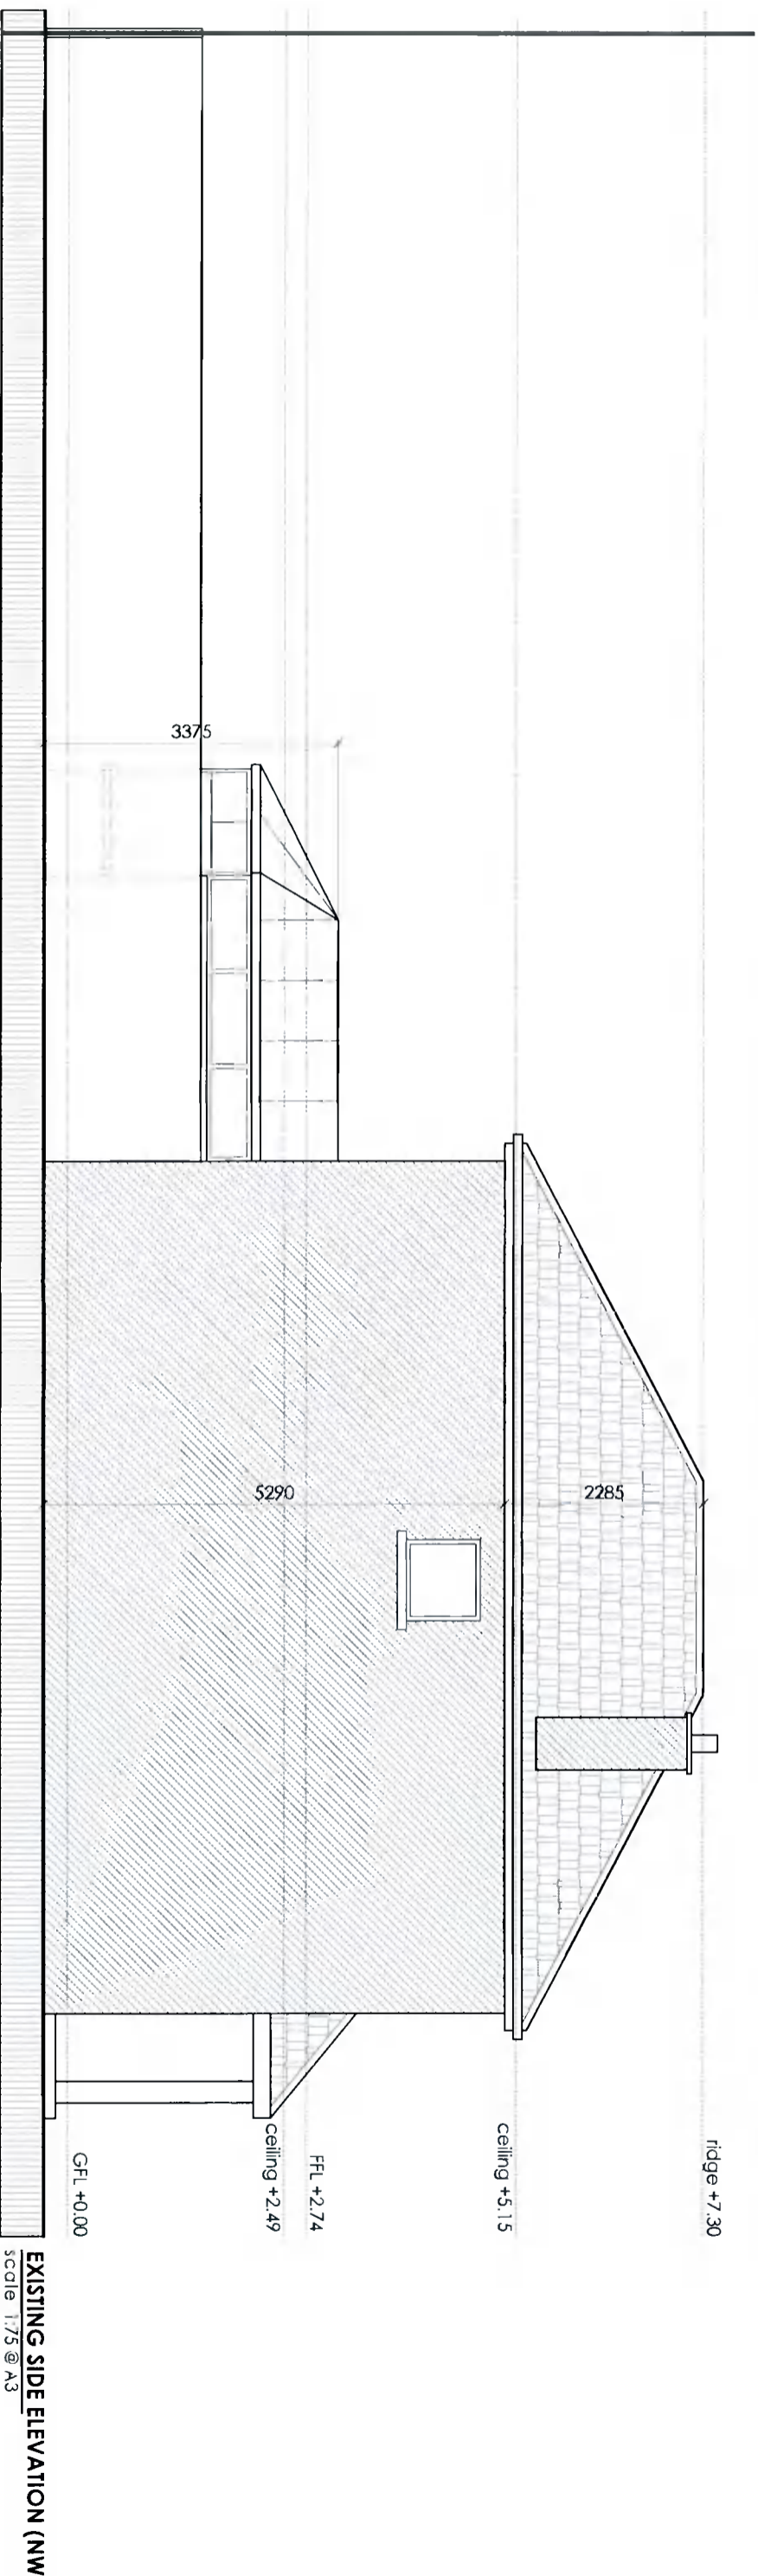 3375
5290
2285
ridge +7.30
ceiling +5.15
FFL +2.74
ceiling +2.49
GFL +0.00
EXISTING SIDE ELEVATION (NW
scale 1:75 @ A3